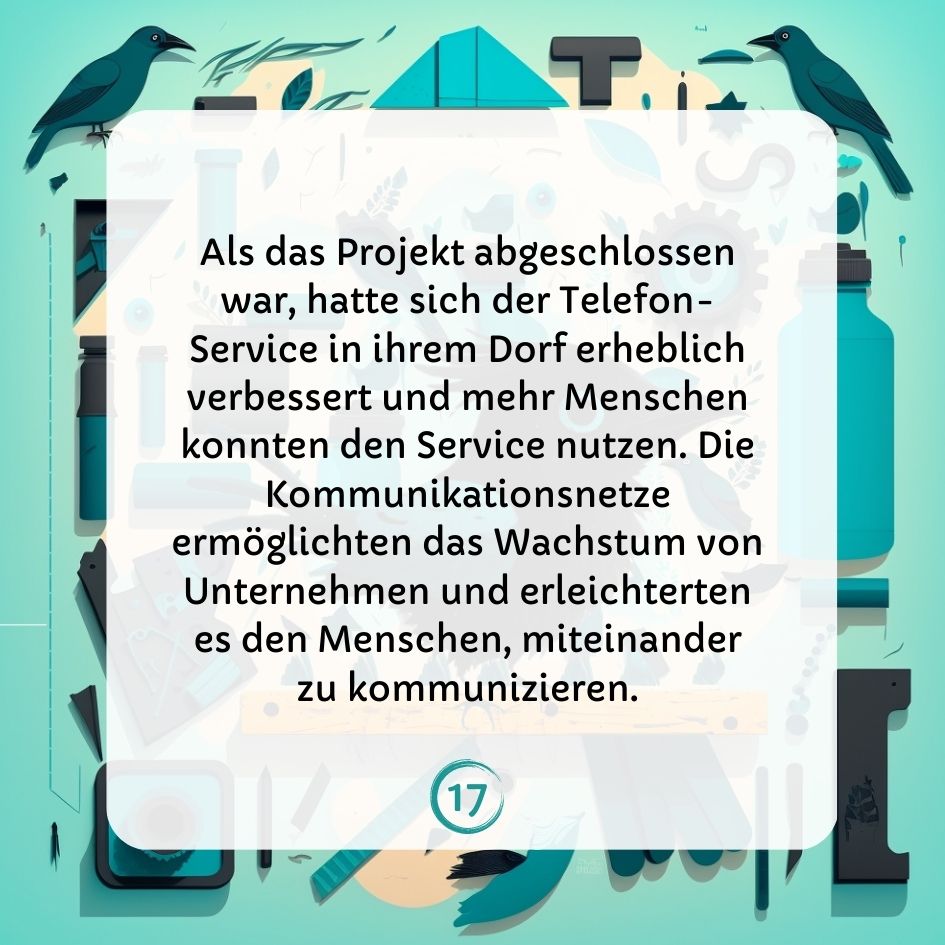 Als das Projekt abgeschlossen
war, hatte sich der Telefon-
Service in ihrem Dorf erheblich
verbessert und mehr Menschen
konnten den Service nutzen. Die
Kommunikationsnetze
ermöglichten das Wachstum von
Unternehmen und erleichterten
es den Menschen, miteinander
zu kommunizieren.
17